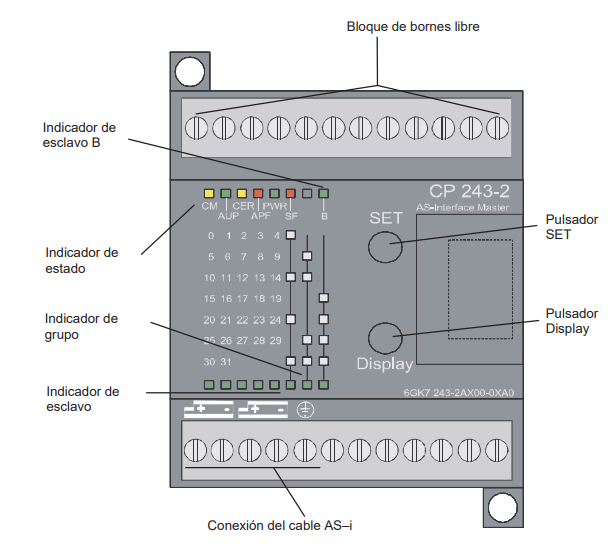 Bloque de bornes libre
Indicador de
esclavo B
CP 243-2
AS-Interface Master
CM CER PWR
AUP APF SF B
SET
Pulsador
SET
0 1 2 3 4
Indicador de
estado
5 6 7 8 9
10 11 12 13 14
15 16 17 18 19
Indicador de
grupo
20 21 22 23 24
Pulsador
Display
25 26 27 28 29
30 31
Display
Indicador de
esclavo
6GK7 243-2AX00-0XA0
+ - + -
Conexión del cable AS–i